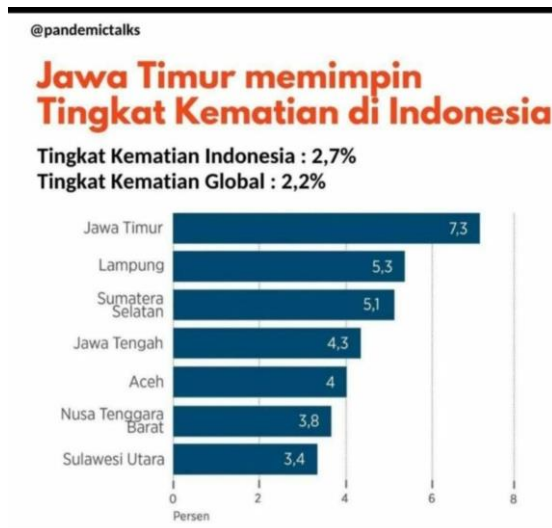 @pandemictalks
Jawa Timur memimpin
Tingkat Kematian di Indonesia
Tingkat Kematian Indonesia : 2,7%
Tingkat Kematian Global : 2,2%
Jawa Timur 7,3
Lampung 5,3
Sumatera
Selatan 5,1
Jawa Tengah 4,3
Aceh 4
Nusa Tenggara
Barat 3,8
Sulawesi Utara 3,4
0 2 4 6 8
Persen